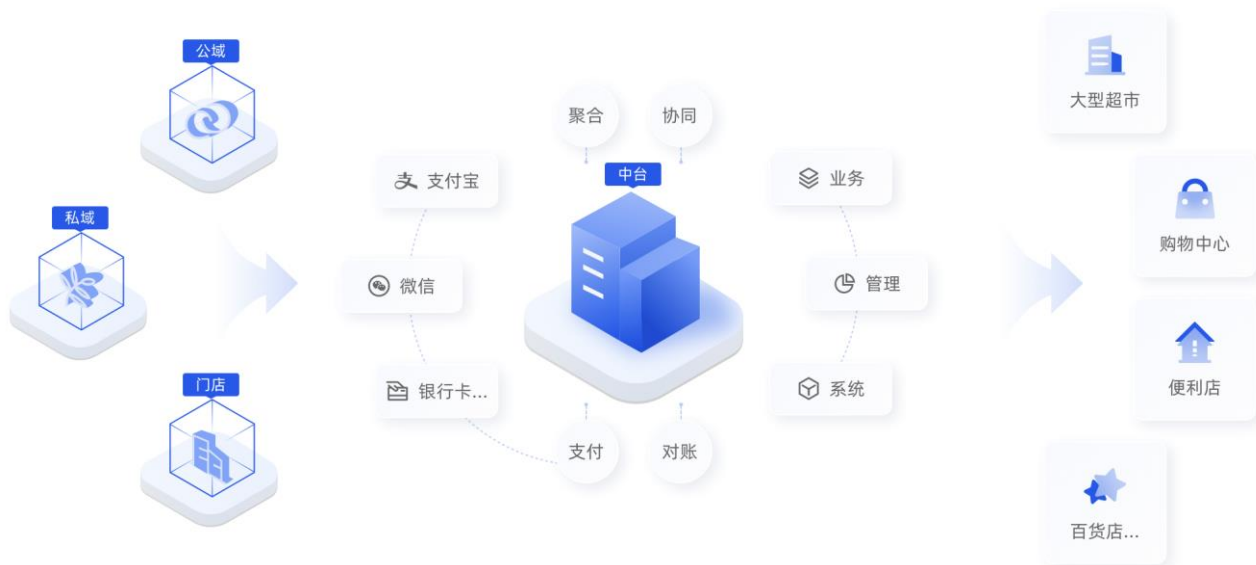 公域
私域
门店
聚合
协同
中台
支付宝
微信
银行卡...
支付
对账
业务
管理
系统
大型超市
购物中心
便利店
百货店...